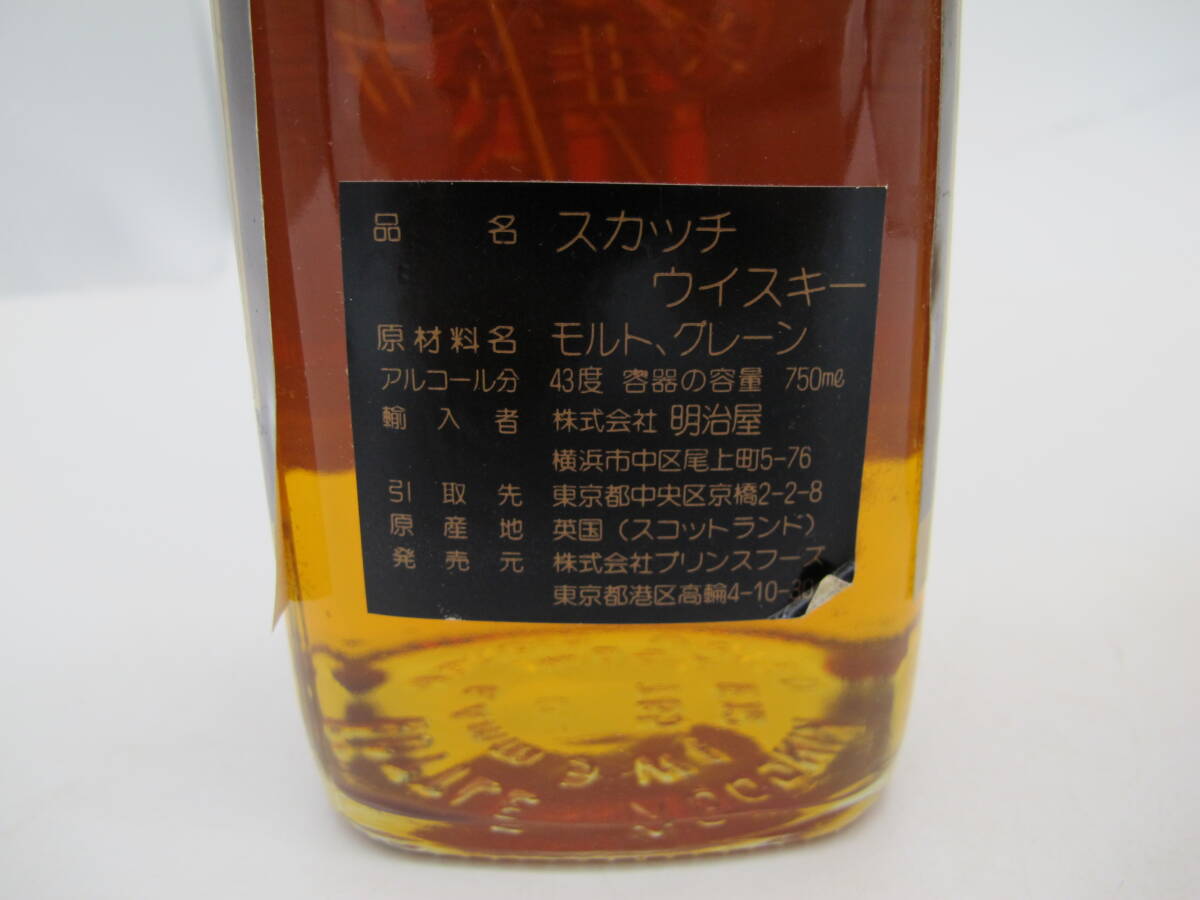 品名 スカッチ
ウイスキー
原材料名 モルト、グレーン
アルコール分 43度 容器の容量 750ml
輸入者 株式会社 明治屋
横浜市中区尾上町5-76
引取先 東京都中央区京橋2-2-8
原産地 英国(スコットランド)
発売元 株式会社プリンスフーズ
東京都港区高輪4-10-30